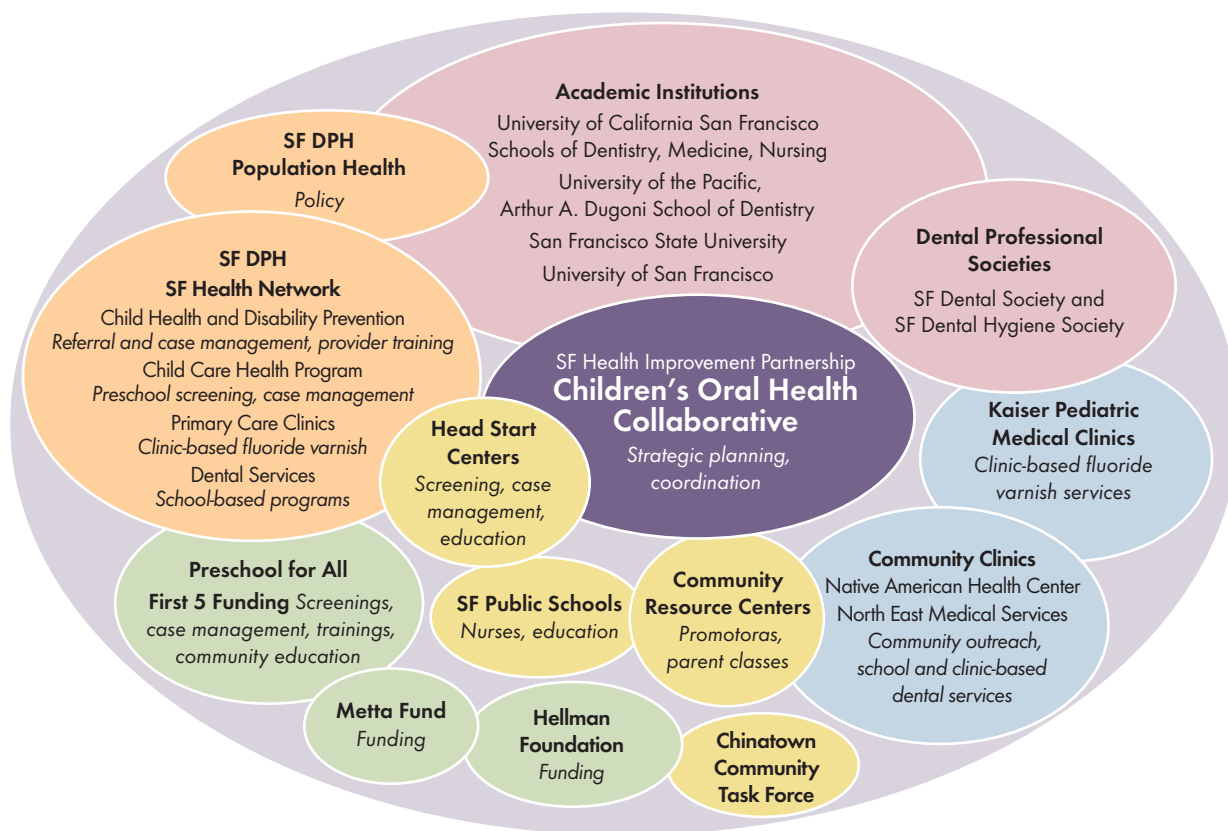 Academic Institutions
University of California San Francisco
Schools of Dentistry, Medicine, Nursing
University of the Pacific,
Arthur A. Dugoni School of Dentistry
San Francisco State University
University of San Francisco
SF DPH
Population Health
Policy
Dental Professional
Societies
SF Dental Society and
SF Dental Hygiene Society
SF DPH
SF Health Network
Child Health and Disability Prevention
Referral and case management, provider training
Child Care Health Program
Preschool screening, case management
Primary Care Clinics
Clinic-based fluoride varnish
Dental Services
School-based programs
SF Health Improvement Partnership
Children’s Oral Health
Collaborative
Strategic planning,
coordination
Head Start
Centers
Screening, case
management,
education
Kaiser Pediatric
Medical Clinics
Clinic-based fluoride
varnish services
Preschool for All
First 5 Funding Screenings,
case management, trainings,
community education
SF Public Schools
Nurses, education
Community
Resource Centers
Promotoras,
parent classes
Community Clinics
Native American Health Center
North East Medical Services
Community outreach,
school and clinic-based
dental services
Metta Fund
Funding
Hellman
Foundation
Funding
Chinatown
Community
Task Force